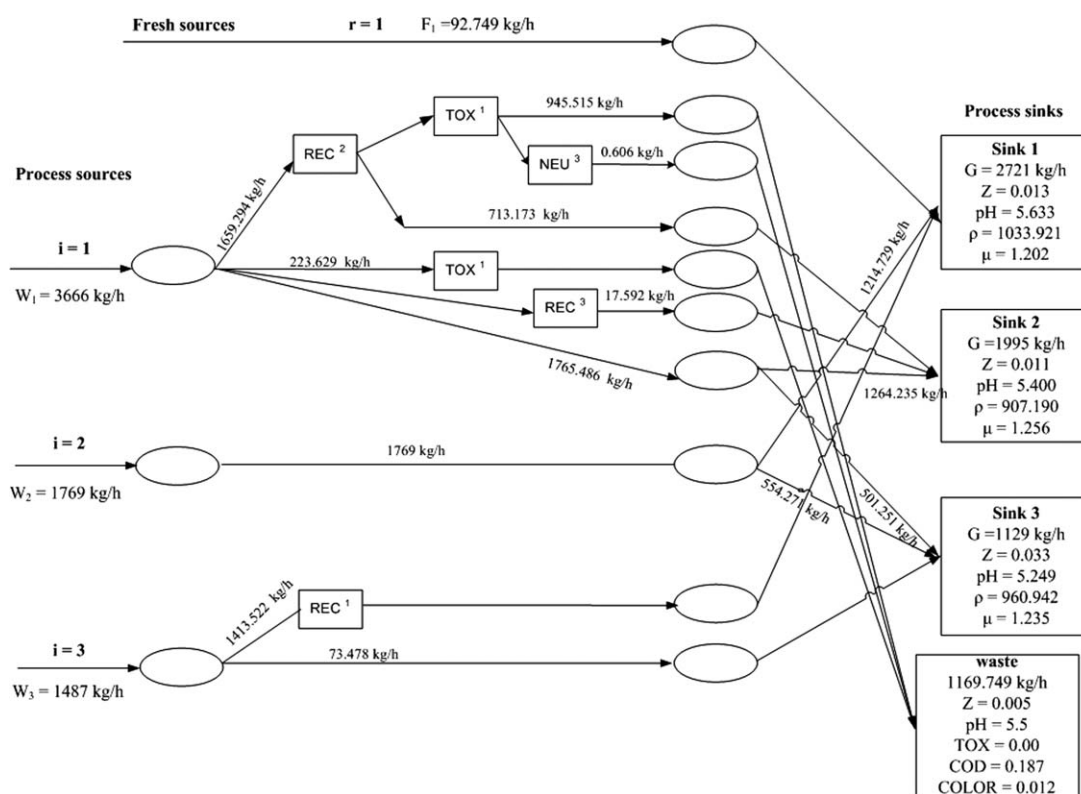 Fresh sources r = 1 F₁ =92.749 kg/h
TOX ¹ 945.515 kg/h
Process sinks
REC ²
NEU ³ 0.606 kg/h
Sink 1
G = 2721 kg/h
Z = 0.013
pH = 5.633
ρ = 1033.921
μ = 1.202
Process sources
1659.294 kg/h
713.173 kg/h
1214.729 kg/h
i = 1
W₁ = 3666 kg/h
223.629 kg/h
TOX ¹
REC ³ 17.592 kg/h
1765.486 kg/h
1264.235 kg/h
Sink 2
G =1995 kg/h
Z = 0.011
pH = 5.400
ρ = 907.190
μ = 1.256
i = 2
W₂ = 1769 kg/h
1769 kg/h
554.271 kg/h
501.251 kg/h
Sink 3
G =1129 kg/h
Z = 0.033
pH = 5.249
ρ = 960.942
μ = 1.235
1413.522 kg/h
REC ¹
i = 3
W₃ = 1487 kg/h
73.478 kg/h
waste
1169.749 kg/h
Z = 0.005
pH = 5.5
TOX = 0.00
COD = 0.187
COLOR = 0.012